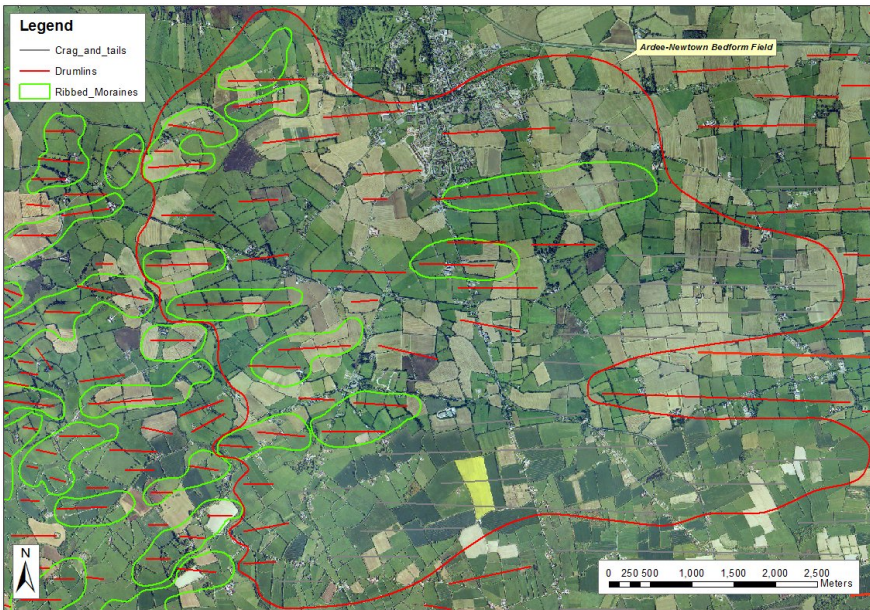 Legend
Crag_and_tails
Drumlins
Ribbed_Moraines
Ardee-Newtown Bedform Field
N
0 250 500 1,000 1,500 2,000 2,500
Meters